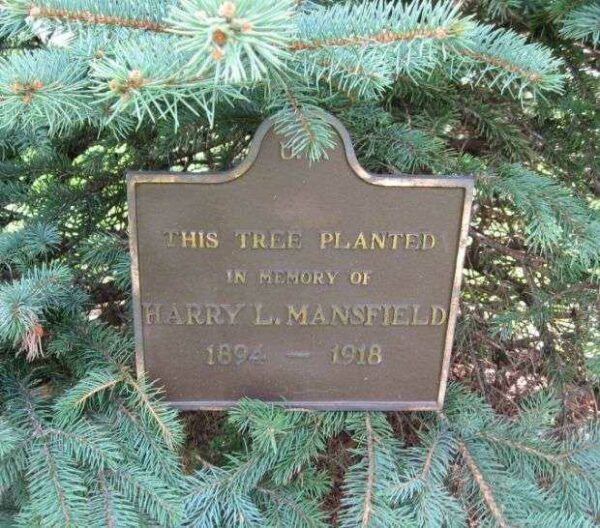 THIS TREE PLANTED
IN MEMORY OF
HARRY L. MANSFIELD
1894 — 1918